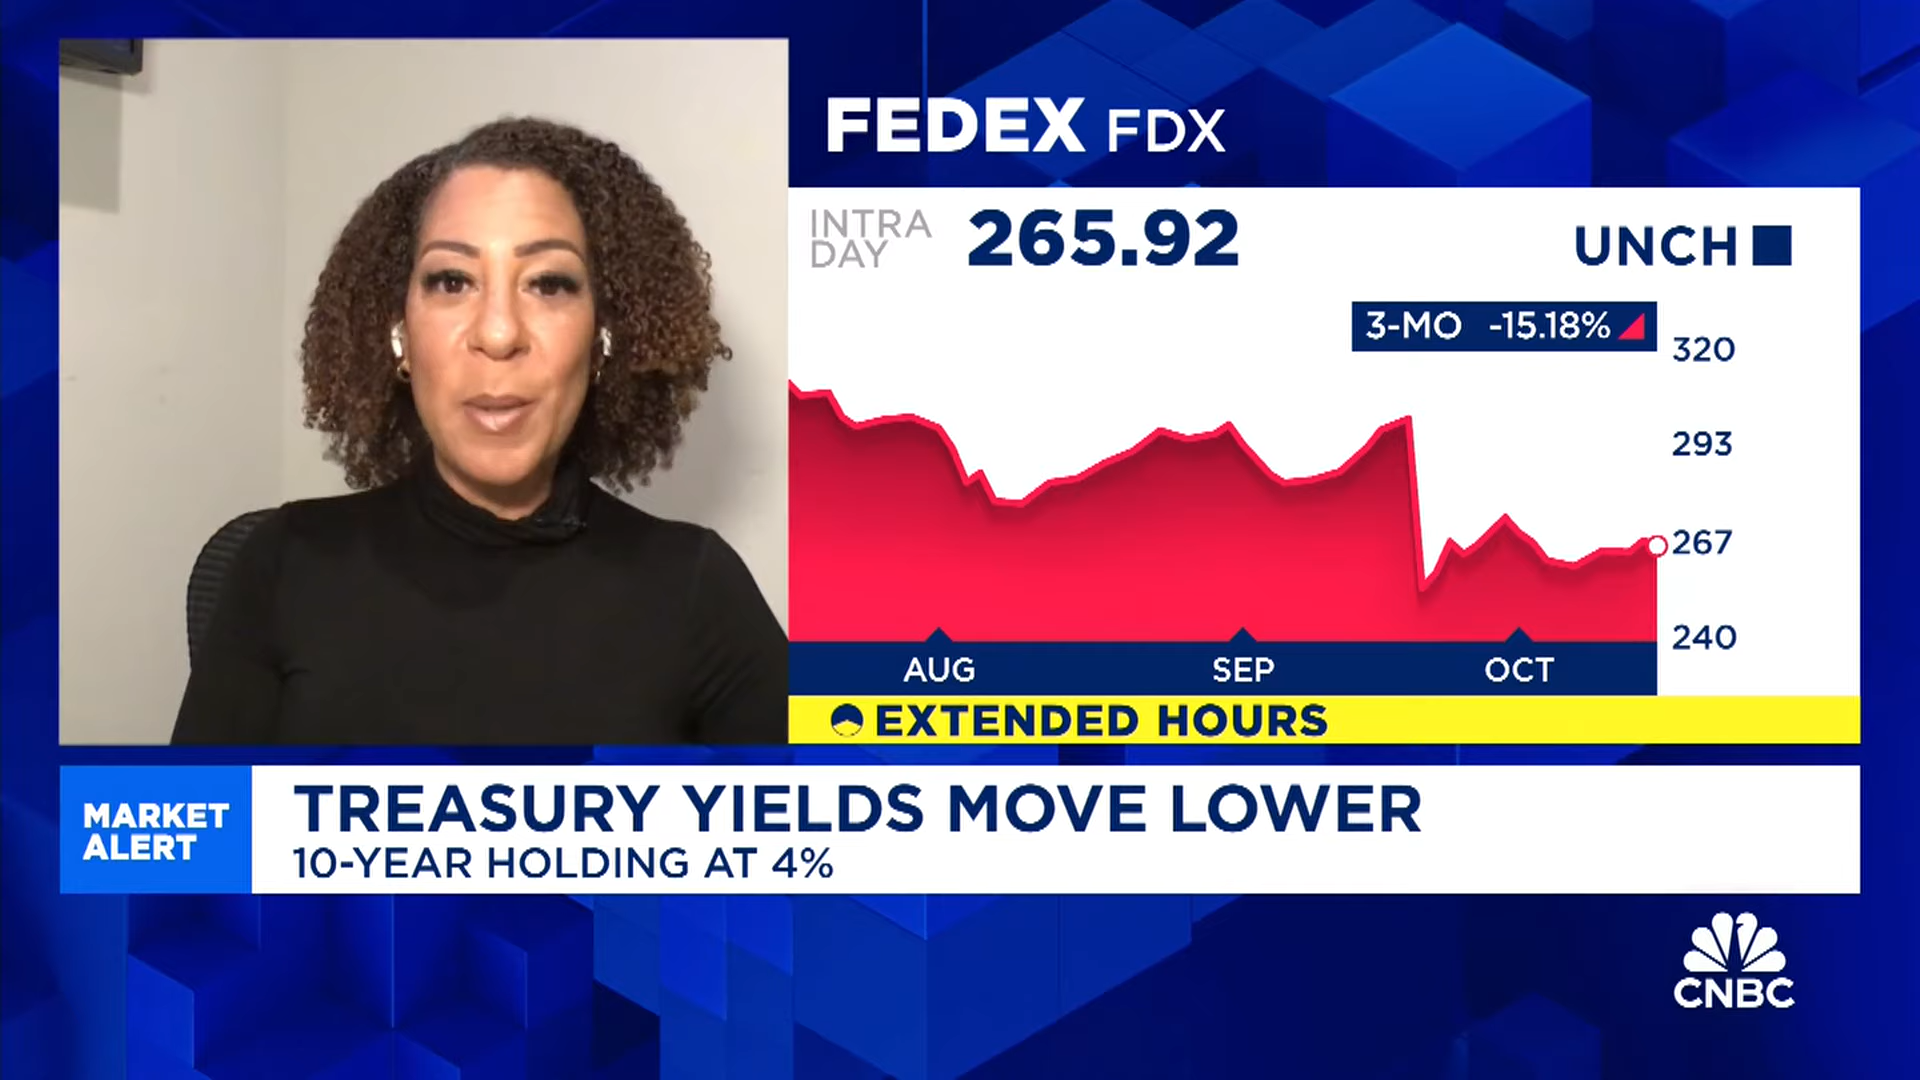 FEDEX FDX
INTRA
DAY
265.92
UNCH
3-MO -15.18%
320
293
267
240
AUG SEP OCT
EXTENDED HOURS
MARKET
ALERT
TREASURY YIELDS MOVE LOWER
10-YEAR HOLDING AT 4%
CNBC